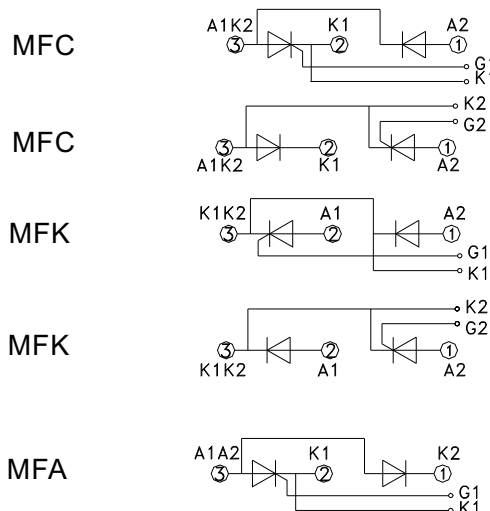 A1K2 K1 A2
MFC 3 2 1
G1
K1
K2
MFC G2
3 2 1
A1K2 K1 A2
K1K2 A1 A2
MFK 3 2 1
G1
K1
K2
MFK G2
3 2 1
K1K2 A1 A2
A1A2 K1 K2
MFA 3 2 1
G1
K1